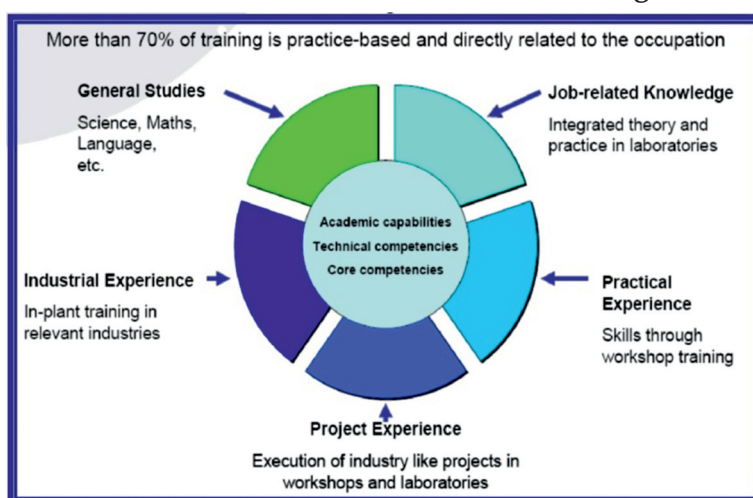 More than 70% of training is practice-based and directly related to the occupation
General Studies
Science, Maths,
Language,
etc.
Job-related Knowledge
Integrated theory and
practice in laboratories
Academic capabilities
Technical competencies
Core competencies
Industrial Experience
In-plant training in
relevant industries
Practical
Experience
Skills through
workshop training
Project Experience
Execution of industry like projects in
workshops and laboratories